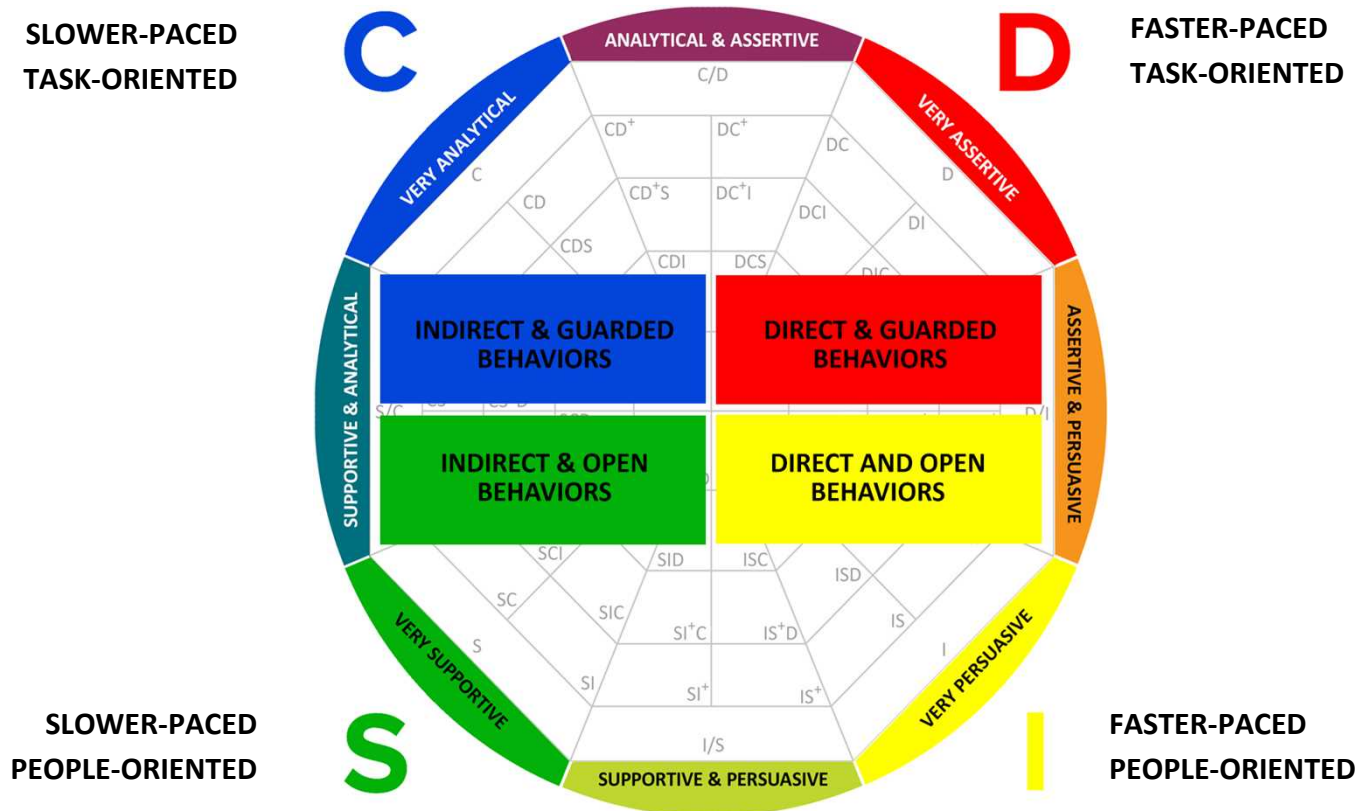 SLOWER-PACED
TASK-ORIENTED
C
D
FASTER-PACED
TASK-ORIENTED
ANALYTICAL & ASSERTIVE
VERY ANALYTICAL
VERY ASSERTIVE
C/D
CD+
DC+
DC
C
D
CD+S
DC+I
CD
DCI
DI
CDS
CDI
DCS
DIC
SUPPORTIVE & ANALYTICAL
INDIRECT & GUARDED
BEHAVIORS
DIRECT & GUARDED
BEHAVIORS
ASSERTIVE & PERSUASIVE
S/C
D/I
INDIRECT & OPEN
BEHAVIORS
DIRECT AND OPEN
BEHAVIORS
SCI
SID
ISC
ISD
SC
SIC
IS
SI+C
IS+D
S
I
SI
SI+
IS+
VERY SUPPORTIVE
VERY PERSUASIVE
I/S
SUPPORTIVE & PERSUASIVE
SLOWER-PACED
PEOPLE-ORIENTED
S
I
FASTER-PACED
PEOPLE-ORIENTED